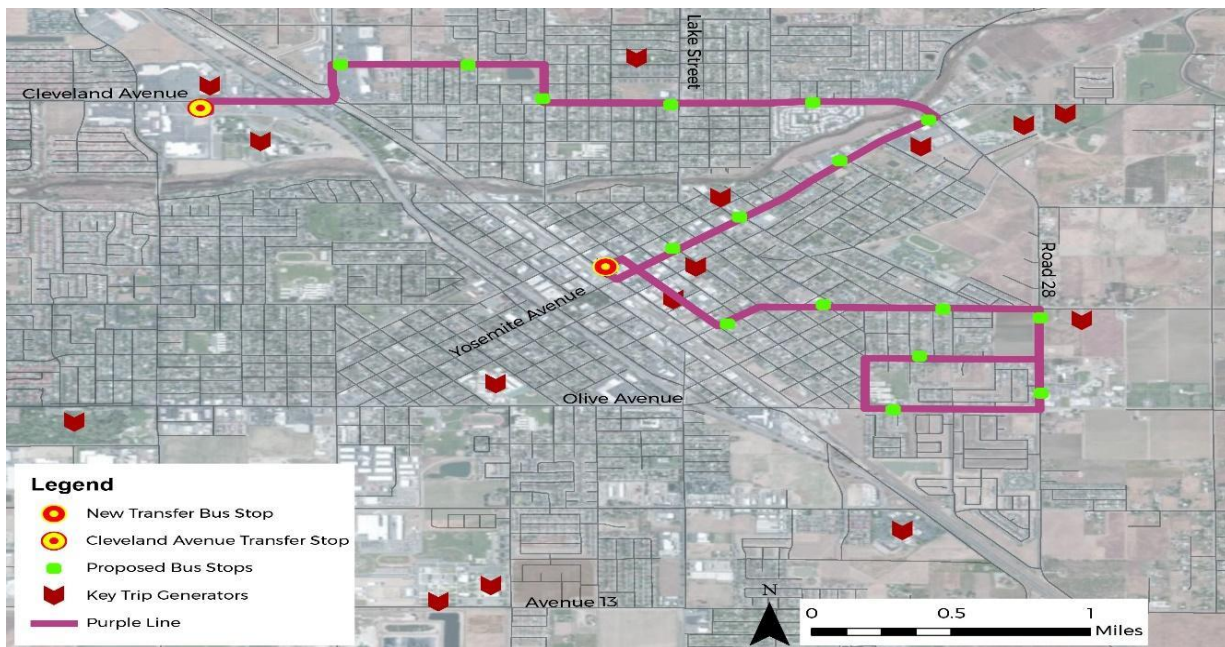 Lake Street
Cleveland Avenue
Road 28
Yosemite Avenue
Olive Avenue
Legend
New Transfer Bus Stop
Cleveland Avenue Transfer Stop
Proposed Bus Stops
Key Trip Generators
Purple Line
Avenue 13
N
0 0.5 1
Miles